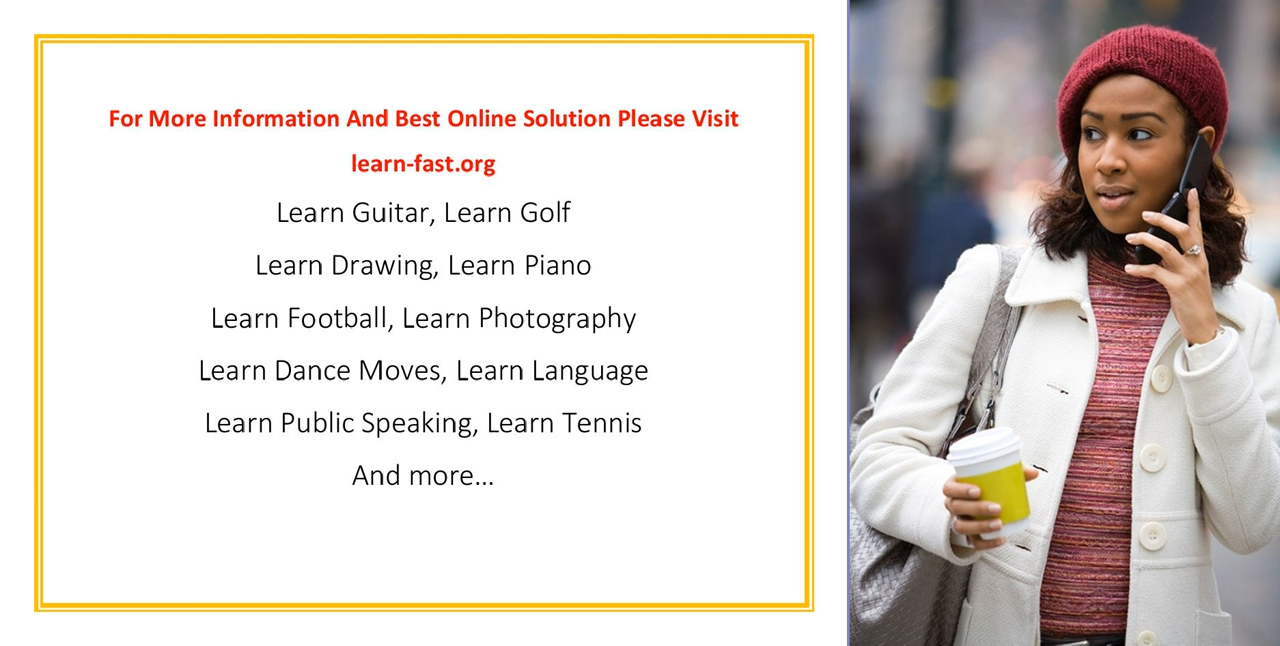 For More Information And Best Online Solution Please Visit
learn-fast.org
Learn Guitar, Learn Golf
Learn Drawing, Learn Piano
Learn Football, Learn Photography
Learn Dance Moves, Learn Language
Learn Public Speaking, Learn Tennis
And more...